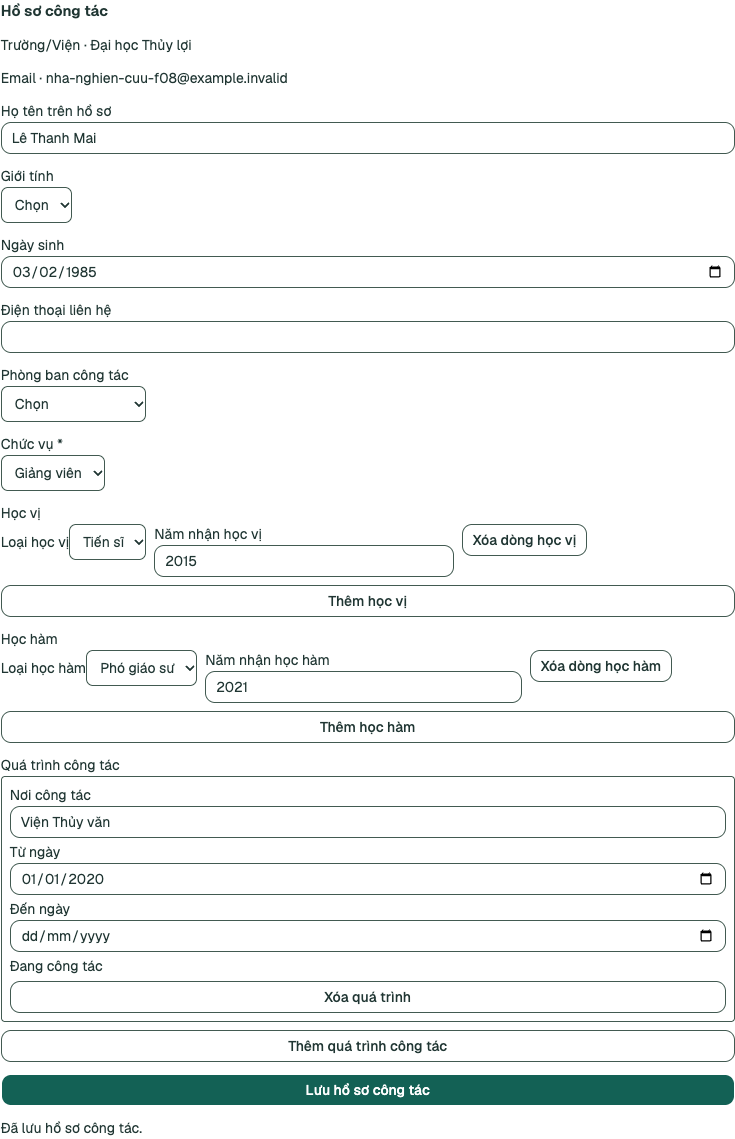 Hồ sơ công tác
Trường/Viện · Đại học Thủy lợi
Email · nha-nghien-cuu-f08@example.invalid
Họ tên trên hồ sơ
Lê Thanh Mai
Giới tính
Chọn
Ngày sinh
03/02/1985
Điện thoại liên hệ
Phòng ban công tác
Chọn
Chức vụ *
Giảng viên
Học vị
Loại học vị Tiến sĩ Năm nhận học vị Xóa dòng học vị
2015
Thêm học vị
Học hàm
Loại học hàm Phó giáo sư Năm nhận học hàm Xóa dòng học hàm
2021
Thêm học hàm
Quá trình công tác
Nơi công tác
Viện Thủy văn
Từ ngày
01/01/2020
Đến ngày
dd/mm/yyyy
Đang công tác
Xóa quá trình
Thêm quá trình công tác
Lưu hồ sơ công tác
Đã lưu hồ sơ công tác.